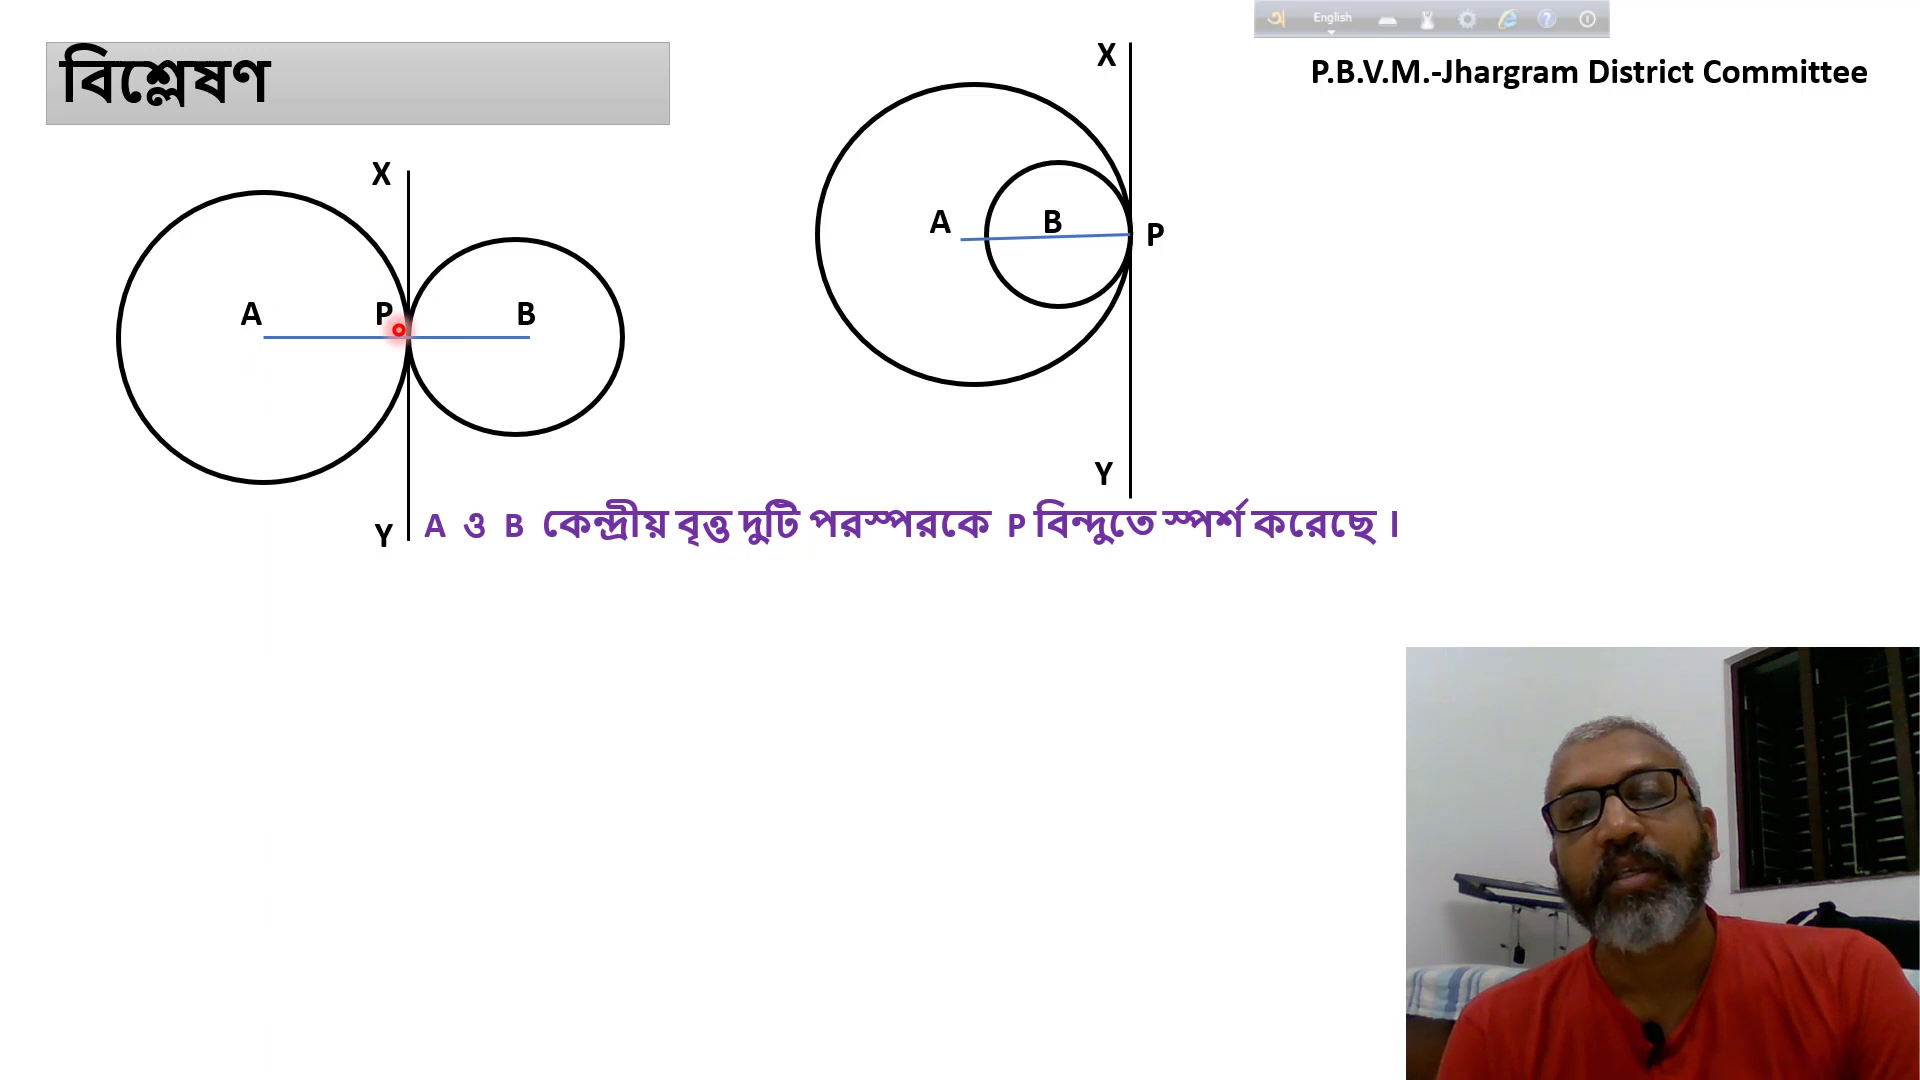 English
P.B.V.M.-Jhargram District Committee
বিশ্লেষণ
X
A P B
Y
X
A B P
Y
A ও B কেন্দ্রীয় বৃত্ত দুটি পরস্পরকে P বিন্দুতে স্পর্শ করেছে ।